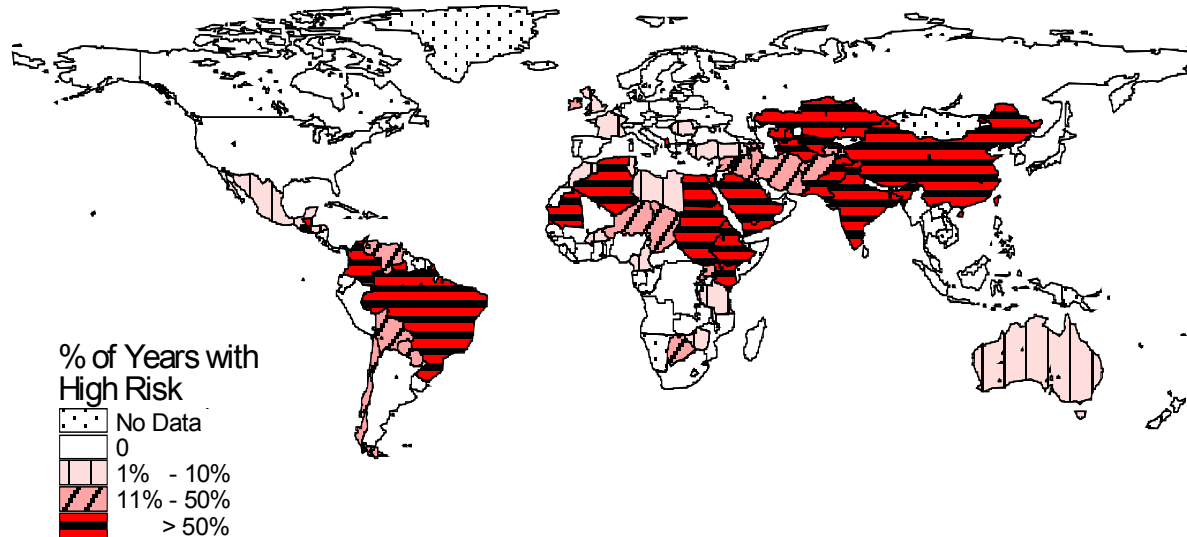 % of Years with
High Risk
No Data
0
1% - 10%
11% - 50%
> 50%